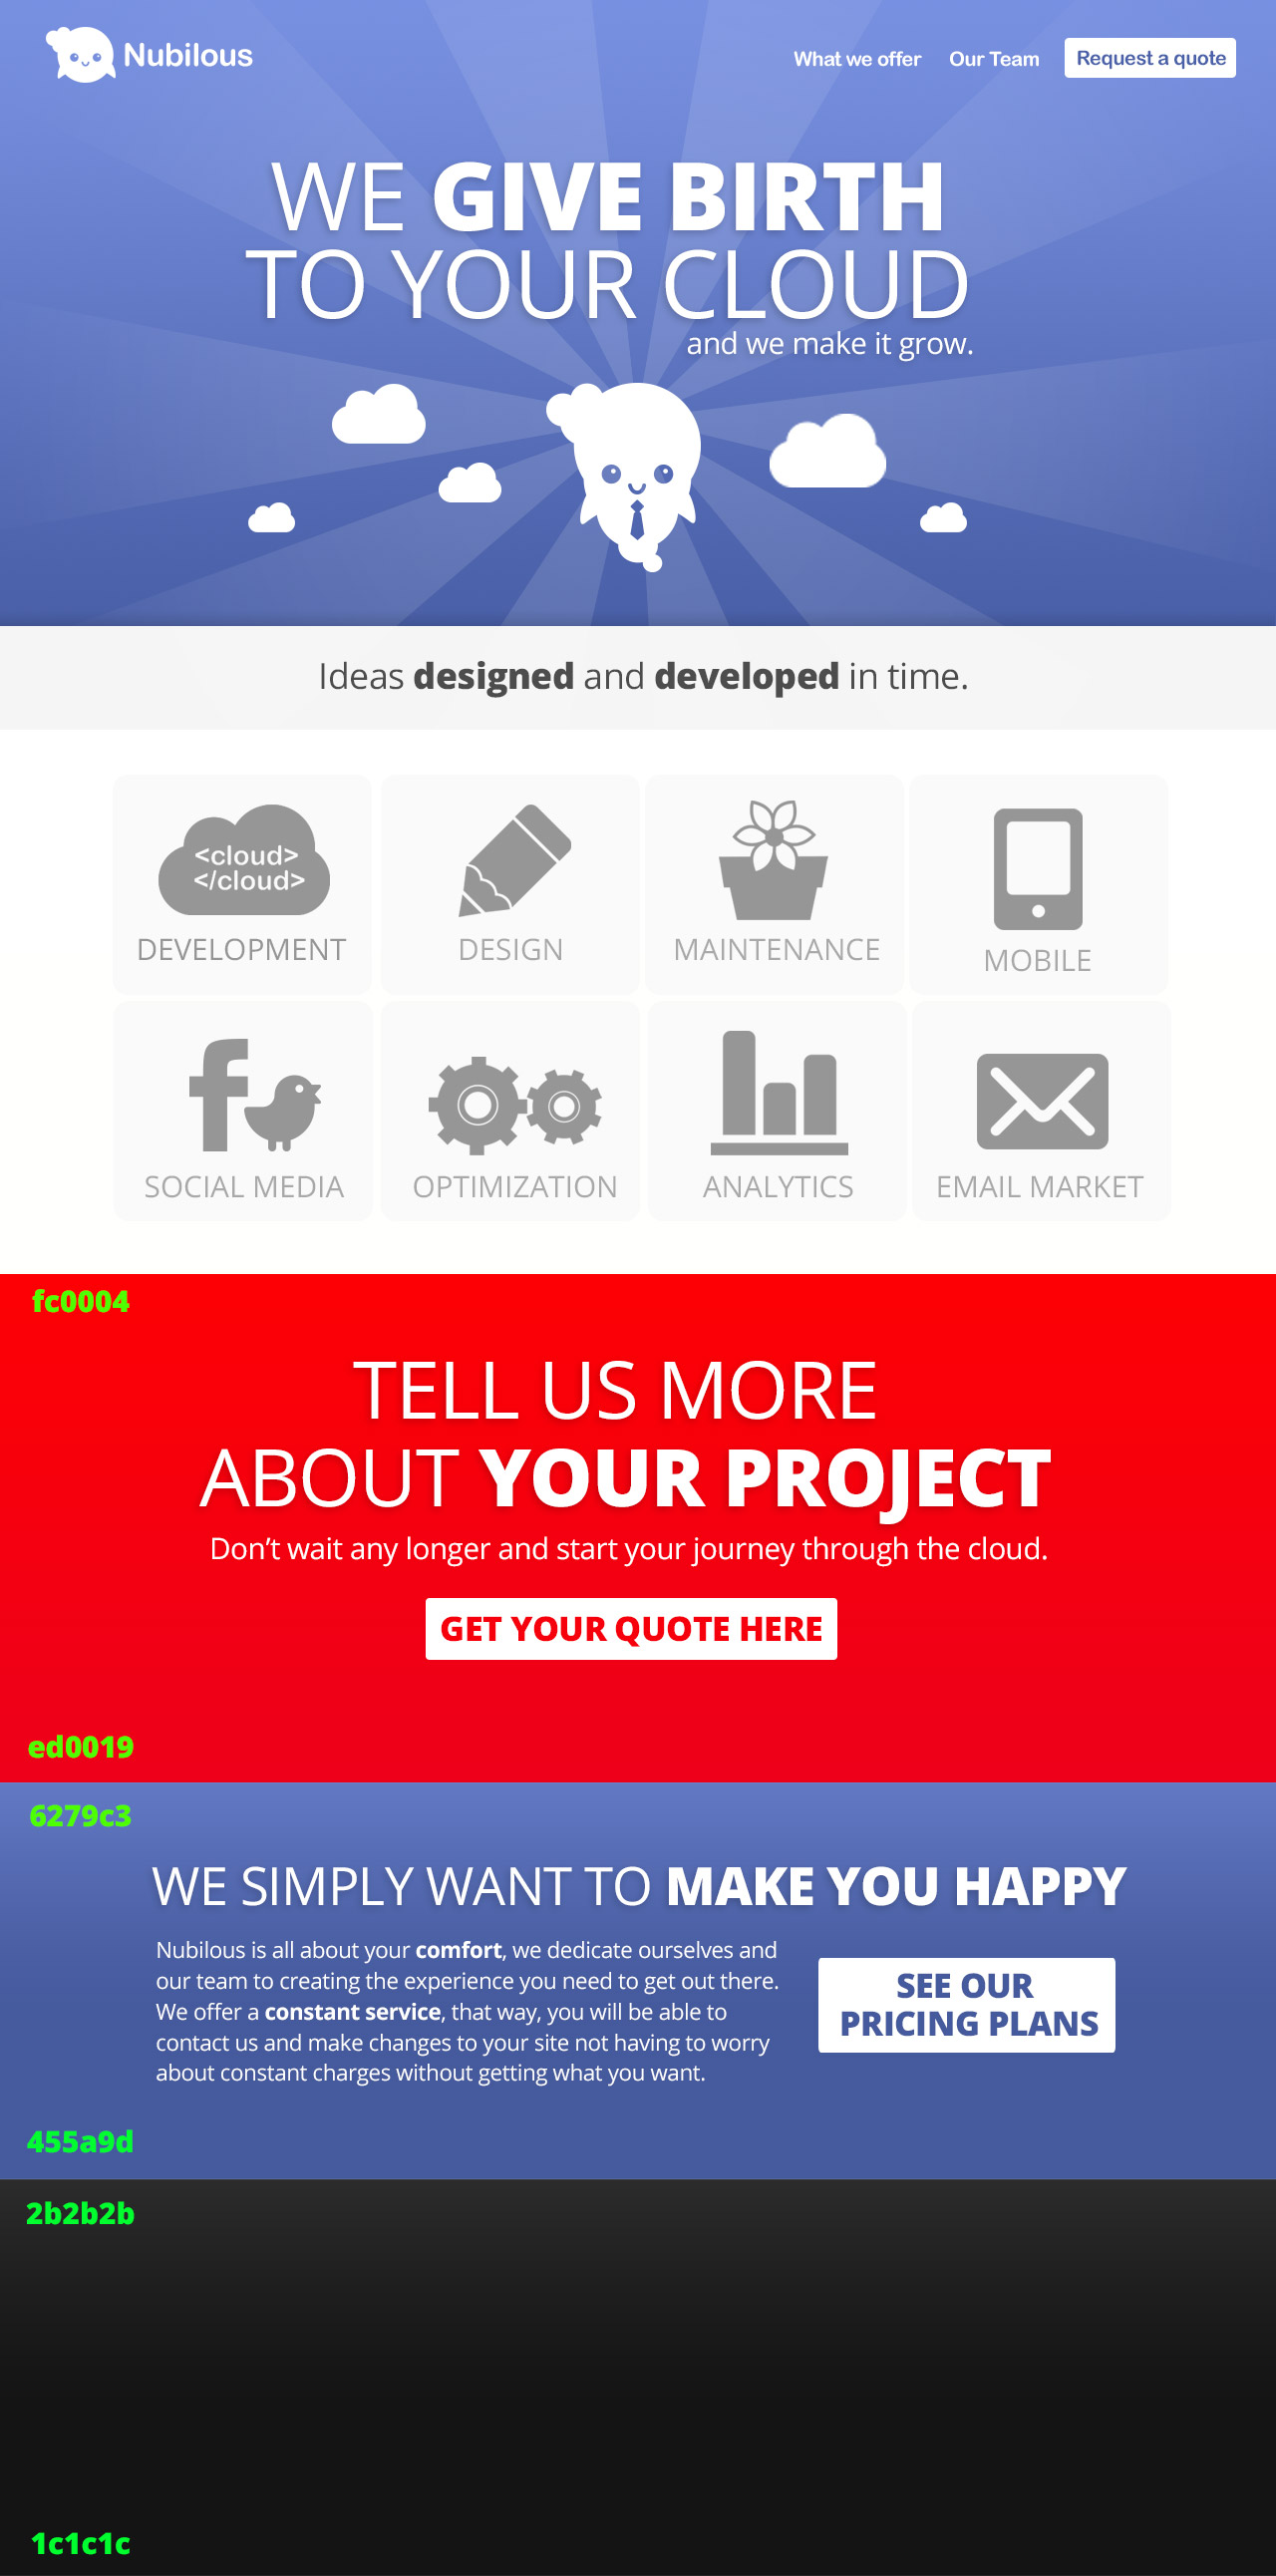 Nubilous
What we offer Our Team Request a quote
WE GIVE BIRTH
TO YOUR CLOUD
and we make it grow.
Ideas designed and developed in time.
<cloud>
</cloud>
DEVELOPMENT DESIGN MAINTENANCE MOBILE
SOCIAL MEDIA OPTIMIZATION ANALYTICS EMAIL MARKET
fc0004
TELL US MORE
ABOUT YOUR PROJECT
Don’t wait any longer and start your journey through the cloud.
GET YOUR QUOTE HERE
ed0019
6279c3
WE SIMPLY WANT TO MAKE YOU HAPPY
Nubilous is all about your comfort, we dedicate ourselves and
our team to creating the experience you need to get out there.
We offer a constant service, that way, you will be able to
contact us and make changes to your site not having to worry
about constant charges without getting what you want.
SEE OUR
PRICING PLANS
455a9d
2b2b2b
1c1c1c